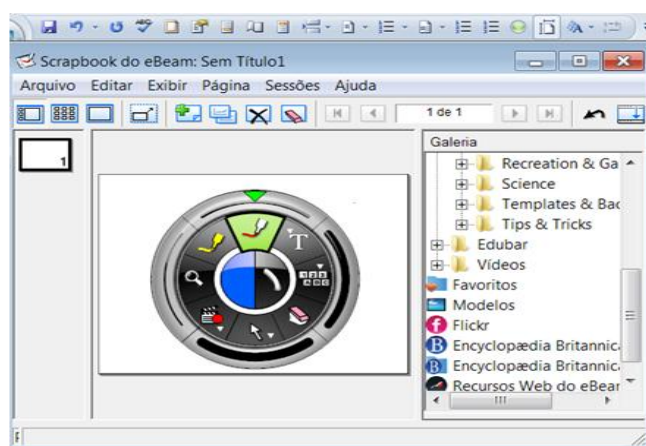 Scrapbook do eBeam: Sem Título1
Arquivo Editar Exibir Página Sessões Ajuda
1 de 1
1
Galeria
Recreation & Ga
Science
Templates & Bac
Tips & Tricks
Edubar
Vídeos
Favoritos
Modelos
Flickr
Encyclopædia Britannic
Encyclopædia Britannic
Recursos Web do eBear
T